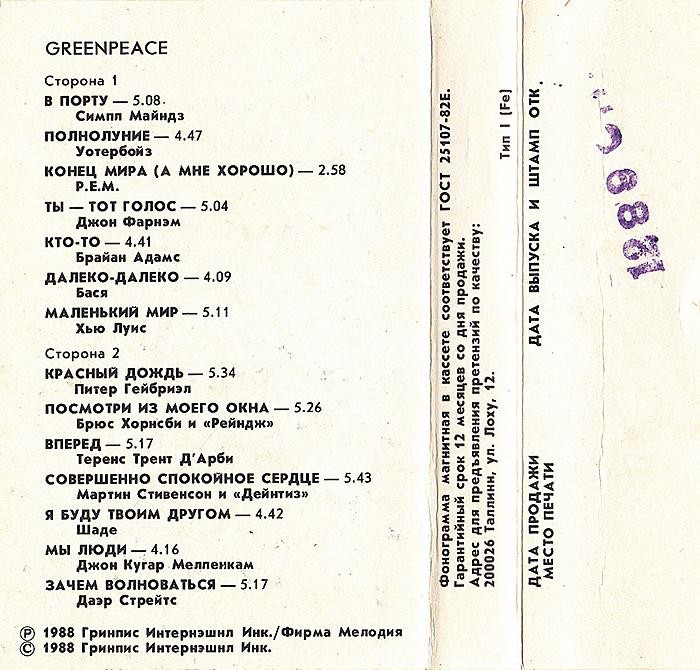 GREENPEACE
Сторона 1
В ПОРТУ — 5.08
Симпл Майндз
ПОЛНОЛУНИЕ — 4.47
Уотербойз
КОНЕЦ МИРА (А МНЕ ХОРОШО) — 2.58
Р.Е.М.
ТЫ — ТОТ ГОЛОС — 5.04
Джон Фарнэм
КТО-ТО — 4.41
Брайан Адамс
ДАЛЕКО-ДАЛЕКО — 4.09
Бася
МАЛЕНЬКИЙ МИР — 5.11
Хью Луис
Сторона 2
КРАСНЫЙ ДОЖДЬ — 5.34
Питер Гейбриэл
ПОСМОТРИ ИЗ МОЕГО ОКНА — 5.26
Брюс Хорнсби и «Рейндж»
ВПЕРЕД — 5.17
Теренс Трент Д'Арби
СОВЕРШЕННО СПОКОЙНОЕ СЕРДЦЕ — 5.43
Мартин Стивенсон и «Дейнтиз»
Я БУДУ ТВОИМ ДРУГОМ — 4.42
Шаде
МЫ ЛЮДИ — 4.16
Джон Кугар Мелленкам
ЗАЧЕМ ВОЛНОВАТЬСЯ — 5.17
Даэр Стрейтс
Ⓟ 1988 Гринпис Интернэшнл Инк./Фирма Мелодия
© 1988 Гринпис Интернэшнл Инк.
Фонограмма магнитная в кассете соответствует ГОСТ 25107-82Е.
Гарантийный срок 12 месяцев со дня продажи.
Адрес для предъявления претензий по качеству:
200026 Таллинн, ул. Лоху, 12.
Тип I (Fe)
ДАТА ВЫПУСКА И ШТАМП ОТК
ДАТА ПРОДАЖИ
МЕСТО ПЕЧАТИ